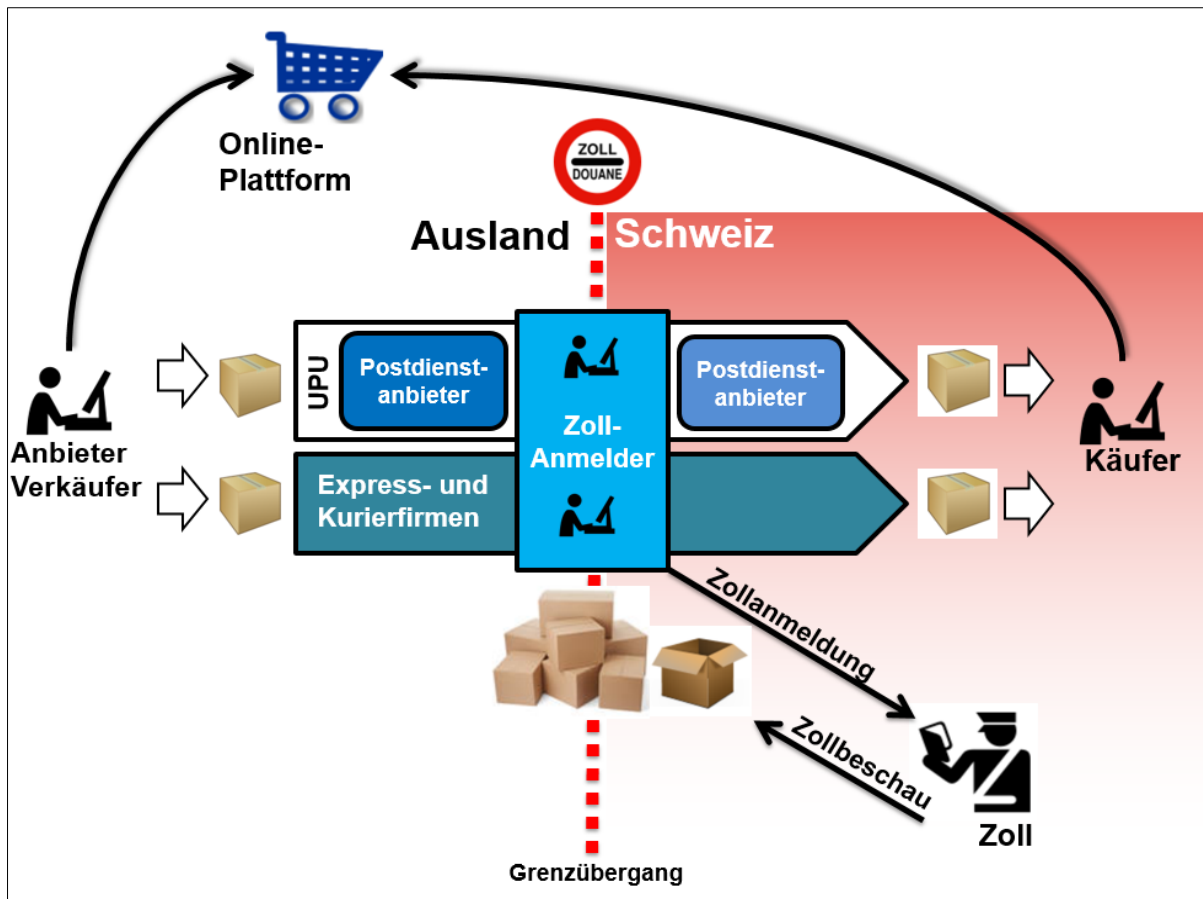 Online-
Plattform
ZOLL
DOUANE
Ausland
Schweiz
UPU
Postdienst-
anbieter
Postdienst-
anbieter
Zoll-
Anmelder
Anbieter
Verkäufer
Käufer
Express- und
Kurierfirmen
Zollanmeldung
Zollbeschau
Zoll
Grenzübergang